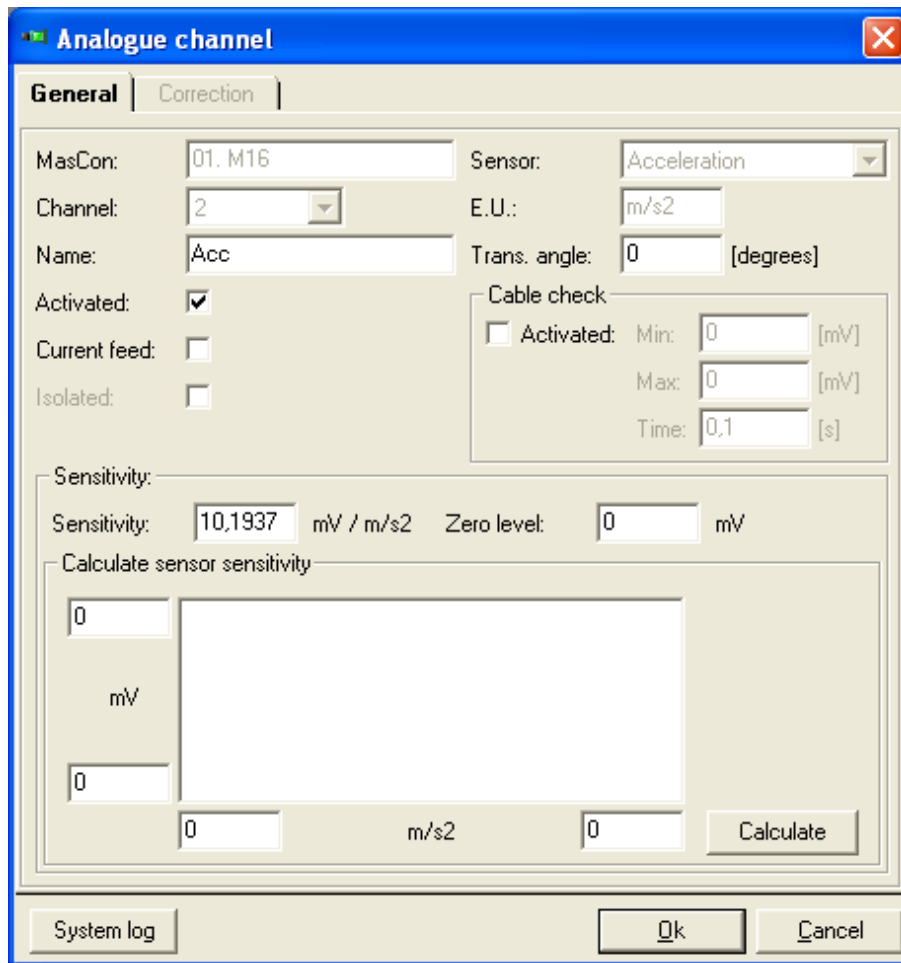 Analogue channel
General Correction
MasCon: 01. M16 Sensor: Acceleration
Channel: 2 E.U.: m/s2
Name: Acc Trans. angle: 0 [degrees]
Activated: Cable check
Activated: Min: 0 [mV]
Current feed:
Max: 0 [mV]
Isolated:
Time: 0,1 [s]
Sensitivity:
Sensitivity: 10,1937 mV / m/s2 Zero level: 0 mV
Calculate sensor sensitivity
0
mV
0
0 m/s2 0 Calculate
System log Ok Cancel